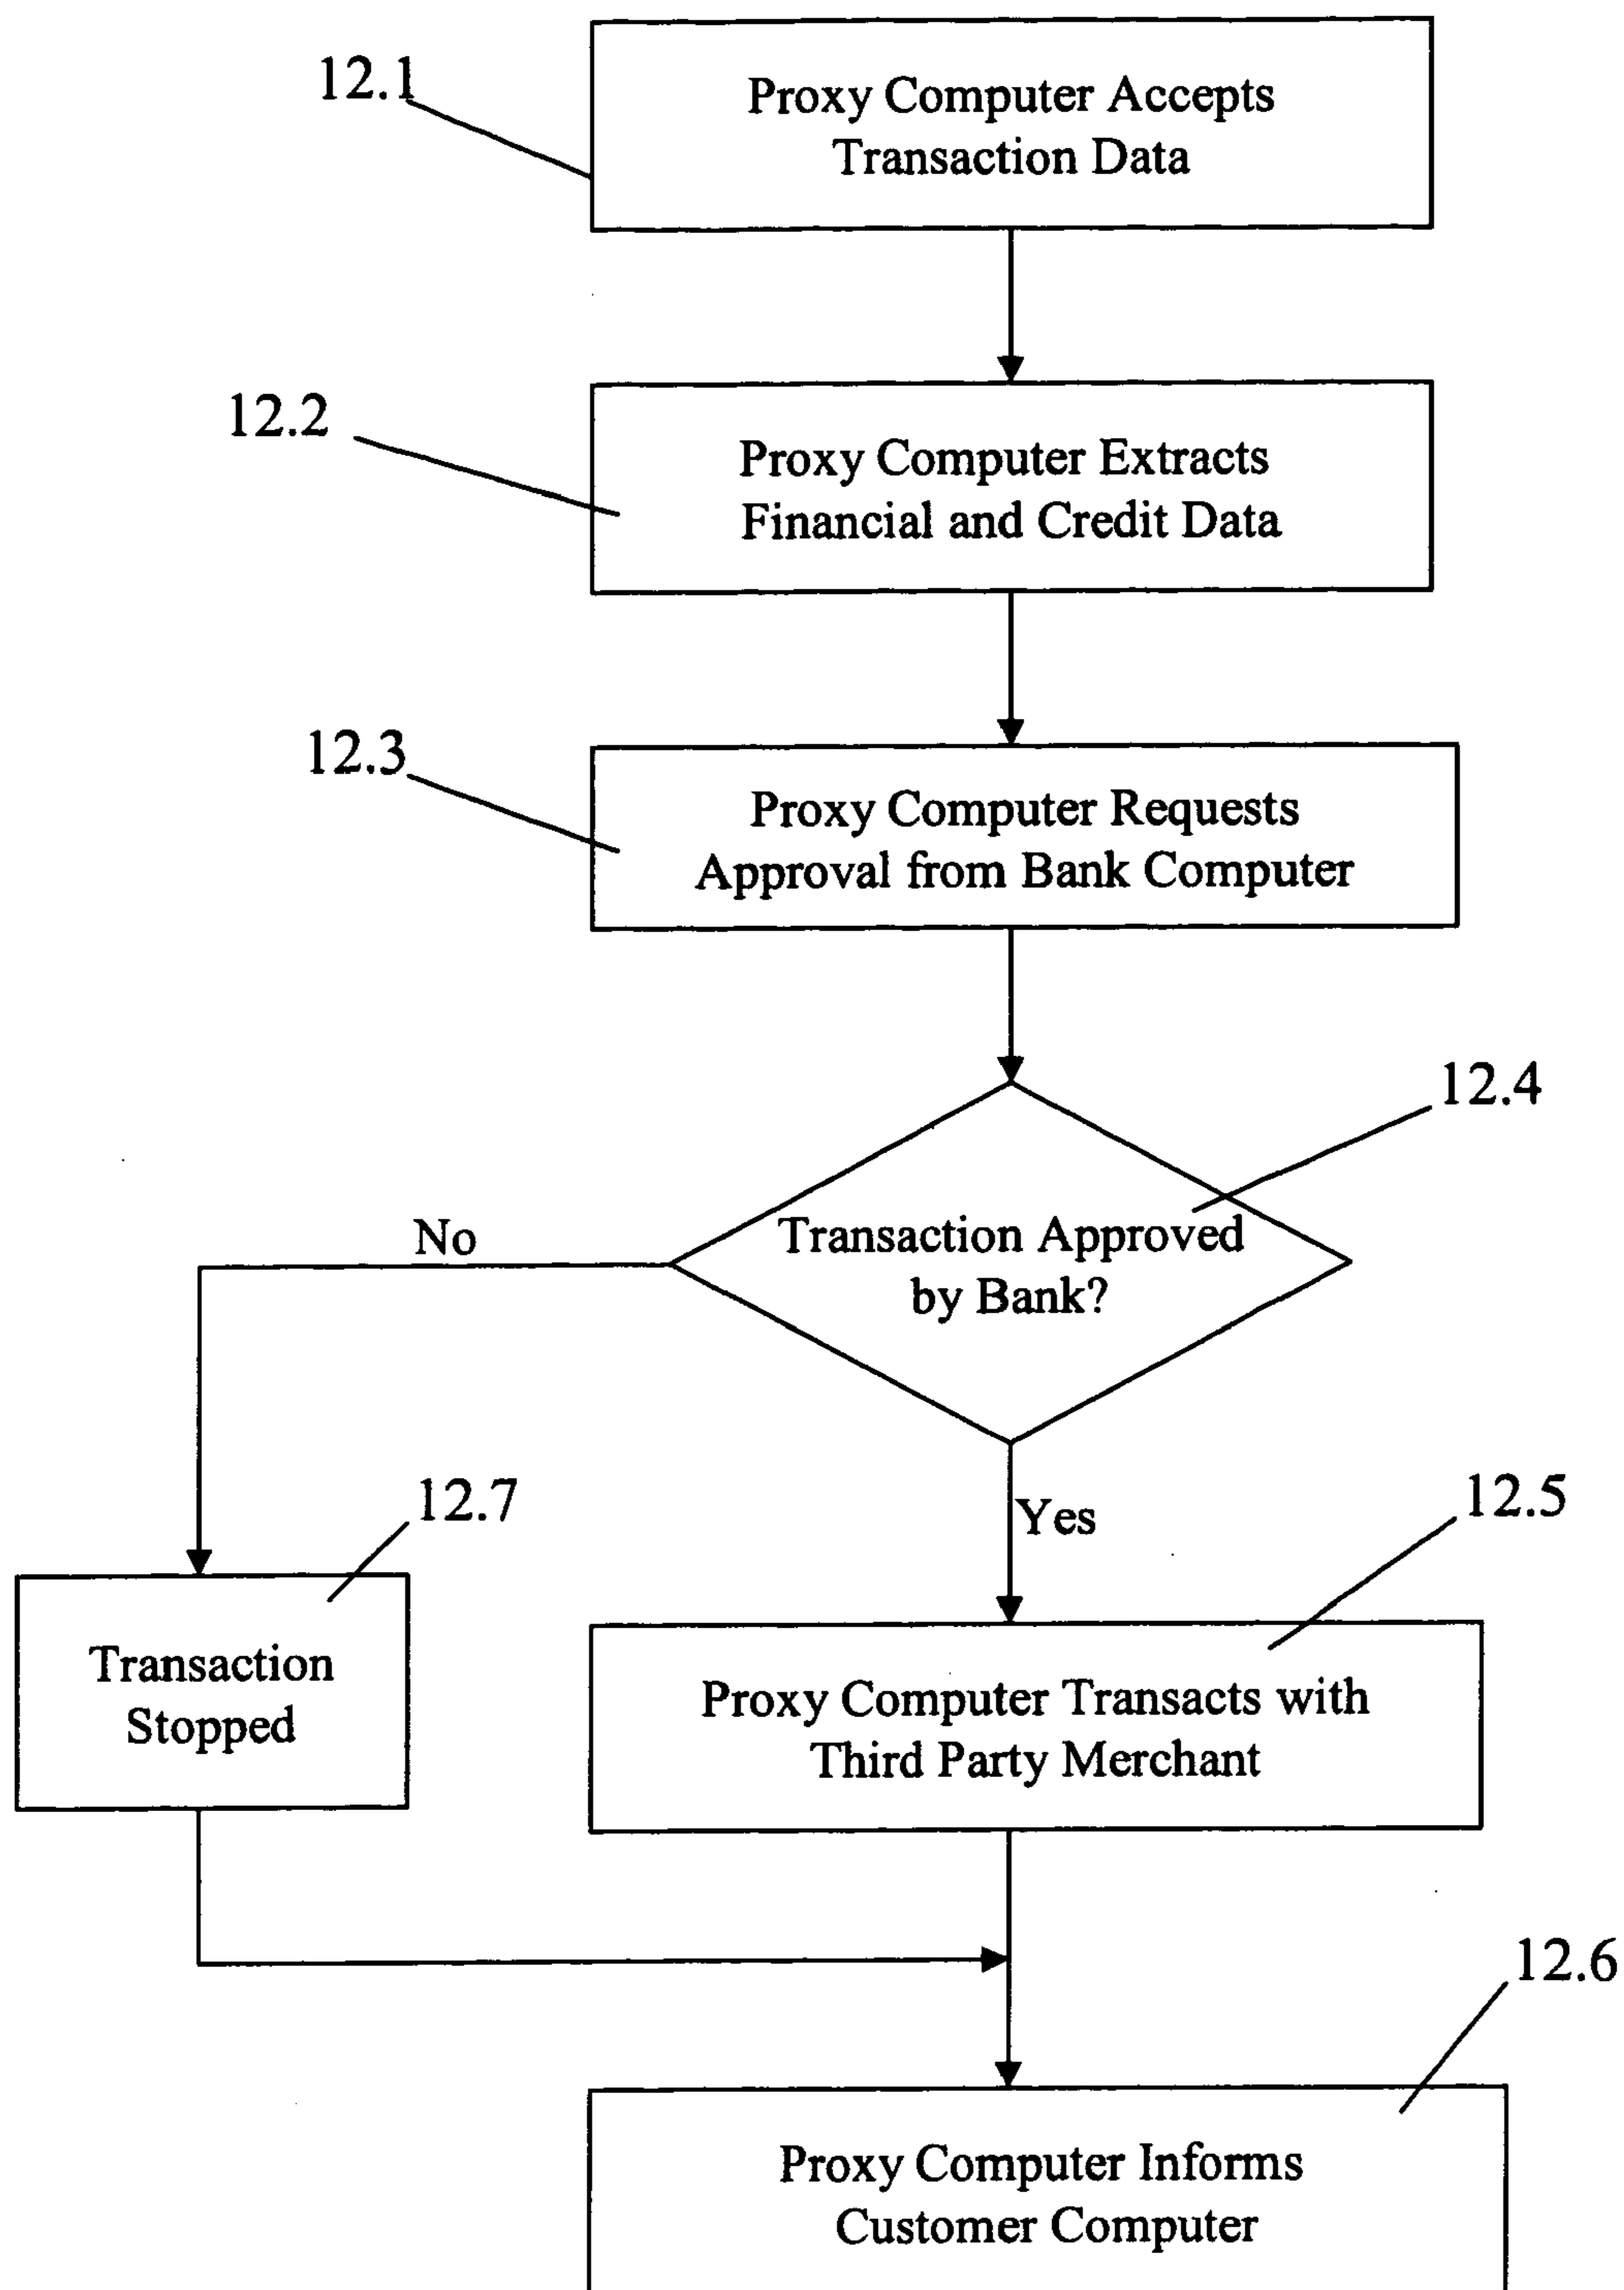 12.1
Proxy Computer Accepts
Transaction Data
12.2
Proxy Computer Extracts
Financial and Credit Data
12.3
Proxy Computer Requests
Approval from Bank Computer
12.4
Transaction Approved
by Bank?
No
Yes
12.7
Transaction
Stopped
12.5
Proxy Computer Transacts with
Third Party Merchant
12.6
Proxy Computer Informs
Customer Computer